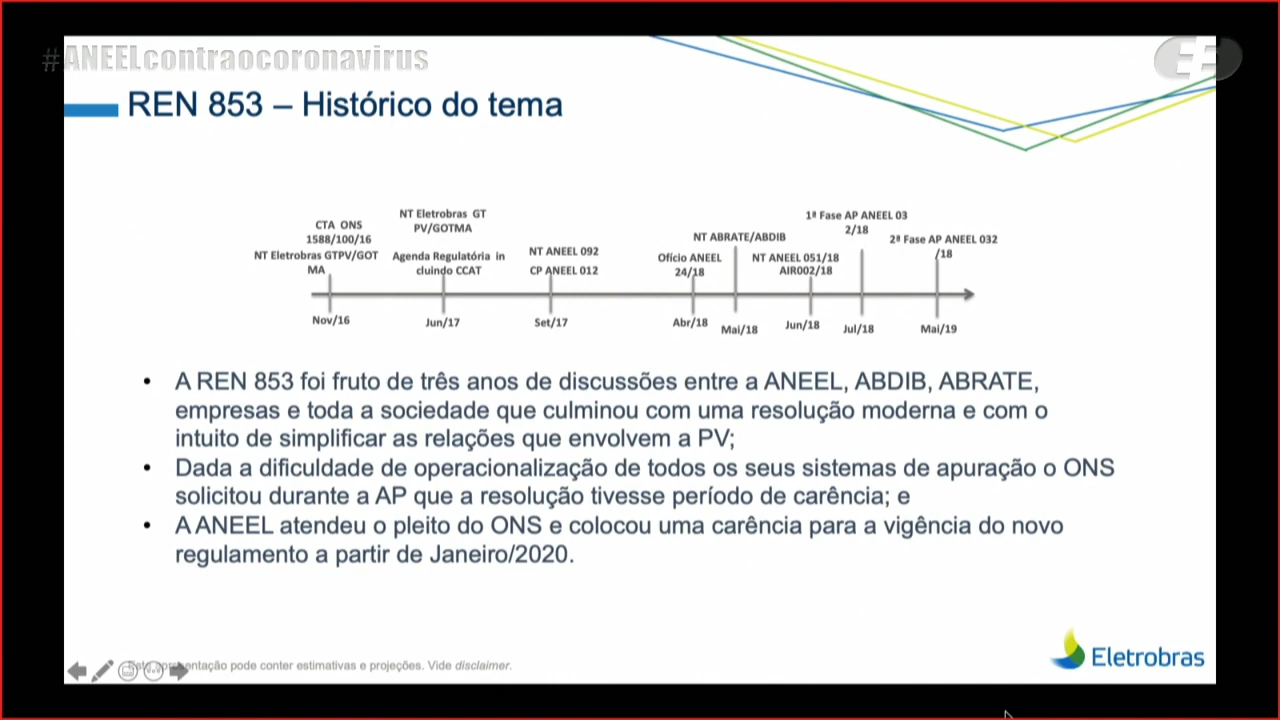 #ANEELcontraocoronavirus
REN 853 – Histórico do tema
CTA ONS
1588/100/16
NT Eletrobras GTPV/GOT
MA
NT Eletrobras GT
PV/GOTMA
Agenda Regulatória in
cluindo CCAT
NT ANEEL 092
CP ANEEL 012
Ofício ANEEL
24/18
NT ABRATE/ABDIB
NT ANEEL 051/18
AIR002/18
1ª Fase AP ANEEL 03
2/18
2ª Fase AP ANEEL 032
/18
Nov/16
Jun/17
Set/17
Abr/18
Mai/18
Jun/18
Jul/18
Mai/19
• A REN 853 foi fruto de três anos de discussões entre a ANEEL, ABDIB, ABRATE,
empresas e toda a sociedade que culminou com uma resolução moderna e com o
intuito de simplificar as relações que envolvem a PV;
• Dada a dificuldade de operacionalização de todos os seus sistemas de apuração o ONS
solicitou durante a AP que a resolução tivesse período de carência; e
• A ANEEL atendeu o pleito do ONS e colocou uma carência para a vigência do novo
regulamento a partir de Janeiro/2020.
Esta apresentação pode conter estimativas e projeções. Vide disclaimer.
Eletrobras